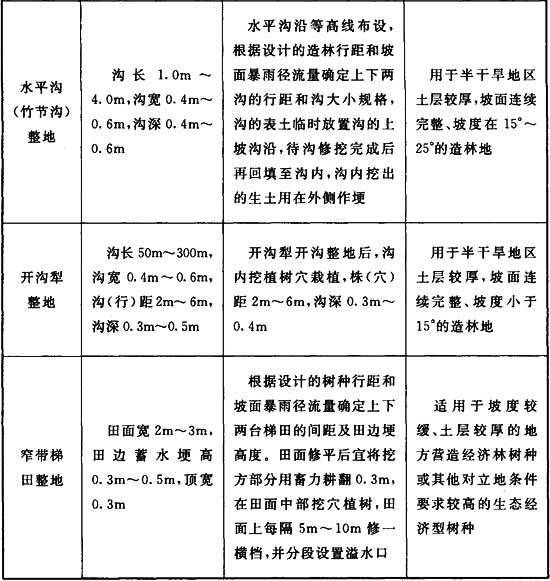 水平沟
(竹节沟)
整地
沟长 1.0m～
4.0m,沟宽 0.4m～
0.6m,沟深 0.4m～
0.6m
水平沟沿等高线布设,
根据设计的造林行距和坡
面暴雨径流量确定上下两
沟的行距和沟大小规格,
沟的表土临时放置沟的上
坡沟沿,待沟修挖完成后
再回填至沟内,沟内挖出
的生土用在外侧作埂
用于半干旱地区
土层较厚,坡面连续
完整、坡度在 15°～
25°的造林地
开沟犁
整地
沟长 50m～300m,
沟宽 0.4m～0.6m,
沟(行)距 2m～6m,
沟深 0.3m～0.5m
开沟犁开沟整地后,沟
内挖植树穴栽植,株(穴)
距 2m～6m,沟深 0.3m～
0.4m
用于半干旱地区
土层较厚,坡面连
续完整、坡度小于
15°的造林地
窄带梯
田整地
田面宽 2m～3m,
田边蓄水埂高
0.3m～0.5m,顶宽
0.3m
根据设计的树种行距和
坡面暴雨径流量确定上下
两台梯田的间距及田边埂
高度。田面修平后宜将挖
方部分用畜力耕翻 0.3m,
在田面中部挖穴植树,田
面上每隔 5m～10m 修一
横档,并分段设置溢水口
适用于坡度较
缓、土层较厚的地
方营造经济林树种
或其他对立地条件
要求较高的生态经
济型树种